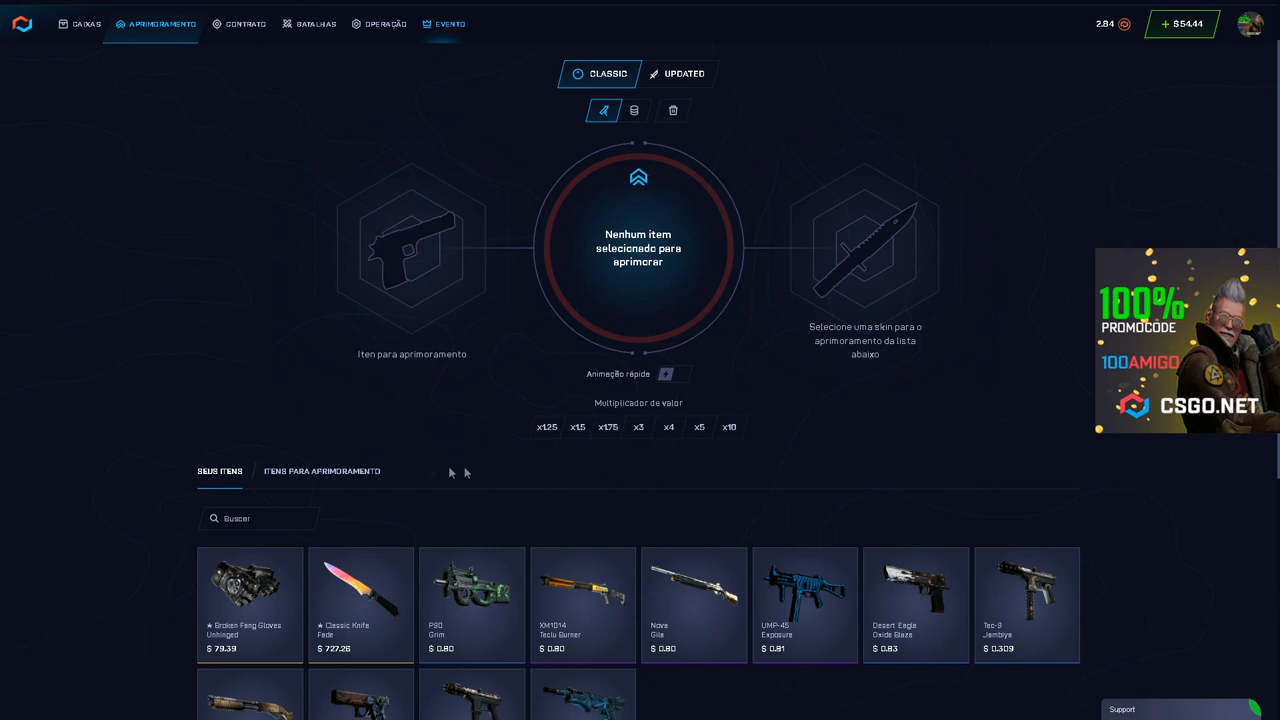 CAIXAS
APRIMORAMENTO
CONTRATO
BATALHAS
OPERAÇÃO
EVENTO
2.84
+ $ 54.44
CLASSIC
UPDATED
Nenhum item
selecionado para
aprimorar
Iten para aprimoramento
Selecione uma skin para o
aprimoramento da lista
abaixo
Animação rápida
Multiplicador de valor
x1.25 x1.5 x1.75 x3 x4 x5 x10
100%
PROMOCODE
100AMIGO
CSGO.NET
SEUS ITENS / ITENS PARA APRIMORAMENTO
Buscar
★ Broken Fang Gloves
Unhinged
$ 79.39
★ Classic Knife
Fade
$ 727.26
P90
Grim
$ 0.80
XM1014
Teclu Burner
$ 0.80
Nova
Gila
$ 0.80
UMP-45
Exposure
$ 0.81
Desert Eagle
Oxide Blaze
$ 0.83
Tec-9
Jambiya
$ 0.309
Support